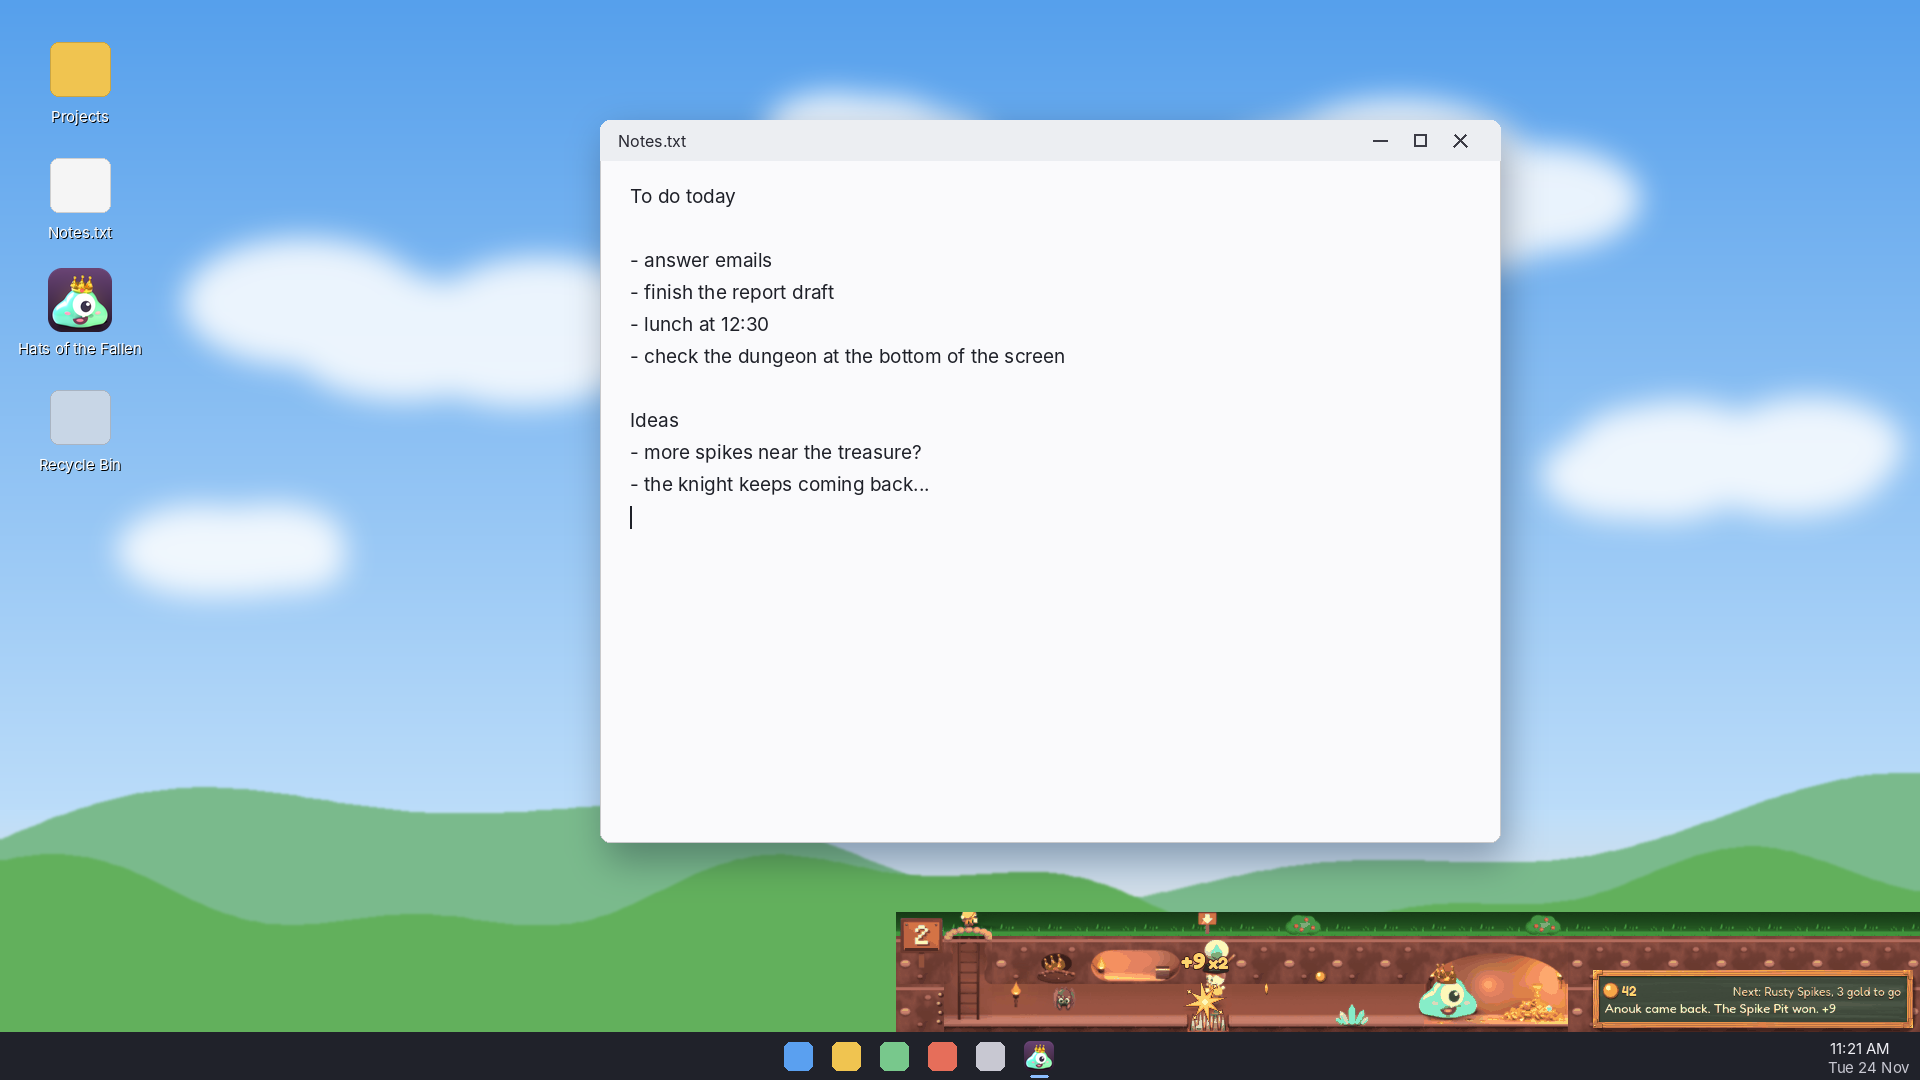 Projects
Notes.txt
Hats of the Fallen
Recycle Bin
Notes.txt
To do today
- answer emails
- finish the report draft
- lunch at 12:30
- check the dungeon at the bottom of the screen
Ideas
- more spikes near the treasure?
- the knight keeps coming back...
2
+9 x2
42
Next: Rusty Spikes, 3 gold to go
Anouk came back. The Spike Pit won. +9
11:21 AM
Tue 24 Nov